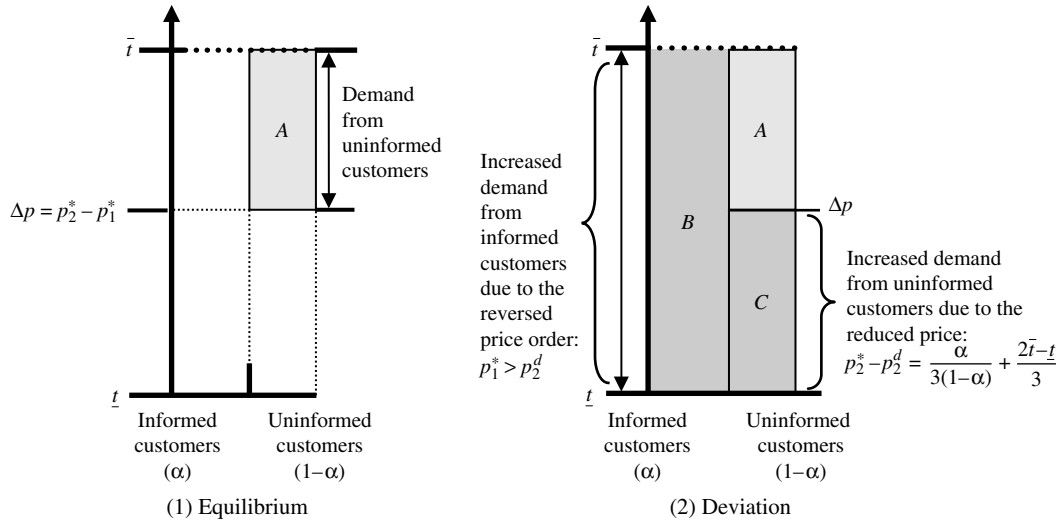 t̄
A
Demand
from
uninformed
customers
Δp = p₂* – p₁*
t̲
Informed
customers
(α)
Uninformed
customers
(1–α)
(1) Equilibrium
t̄
Increased
demand
from
informed
customers
due to the
reversed
price order:
p₁* > p₂ᵈ
B
A
Δp
C
Increased demand
from uninformed
customers due to the
reduced price:
p₂* – p₂ᵈ = α/3(1–α) + 2t̄–t̲/3
t̲
Informed
customers
(α)
Uninformed
customers
(1–α)
(2) Deviation